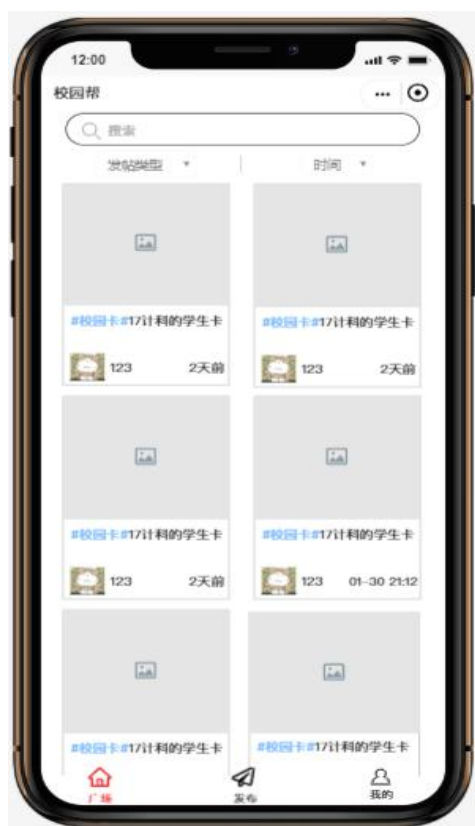 12:00
校园帮
搜索
发帖类型 时间
#校园卡#17计科的学生卡 #校园卡#17计科的学生卡
123 2天前 123 2天前
#校园卡#17计科的学生卡 #校园卡#17计科的学生卡
123 2天前 123 01-30 21:12
#校园卡#17计科的学生卡 #校园卡#17计科的学生卡
广场 发布 我的